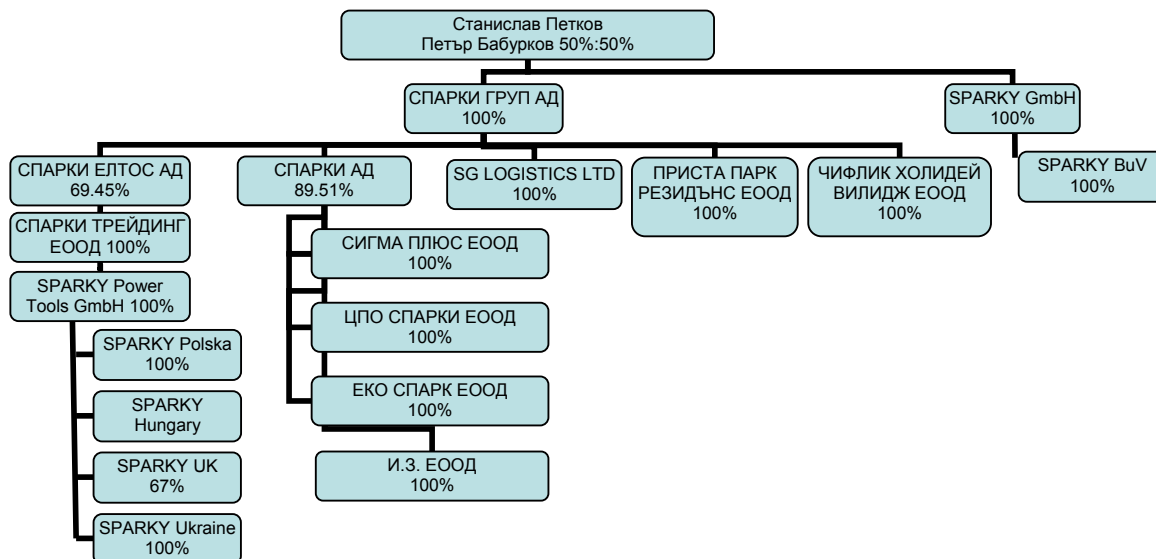 Станислав Петков
Петър Бабурков 50%:50%
СПАРКИ ГРУП АД
100%
SPARKY GmbH
100%
СПАРКИ ЕЛТОС АД
69.45%
СПАРКИ АД
89.51%
SG LOGISTICS LTD
100%
ПРИСТА ПАРК
РЕЗИДЪНС ЕООД
100%
ЧИФЛИК ХОЛИДЕЙ
ВИЛИДЖ ЕООД
100%
SPARKY BuV
100%
СПАРКИ ТРЕЙДИНГ
ЕООД 100%
SPARKY Power
Tools GmbH 100%
SPARKY Polska
100%
SPARKY
Hungary
SPARKY UK
67%
SPARKY Ukraine
100%
СИГМА ПЛЮС ЕООД
100%
ЦПО СПАРКИ ЕООД
100%
ЕКО СПАРК ЕООД
100%
И.З. ЕООД
100%